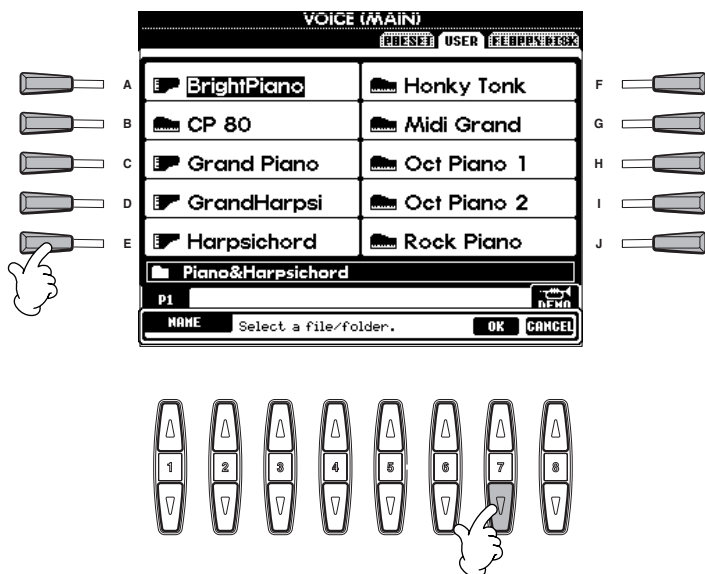 VOICE (MAIN)
PRESET USER FLOPPY DISK
A BrightPiano Honky Tonk F
B CP 80 Midi Grand G
C Grand Piano Oct Piano 1 H
D GrandHarpsi Oct Piano 2 I
E Harpsichord Rock Piano J
Piano&Harpsichord
P1 DEMO
NAME Select a file/folder. OK CANCEL
1 2 3 4 5 6 7 8